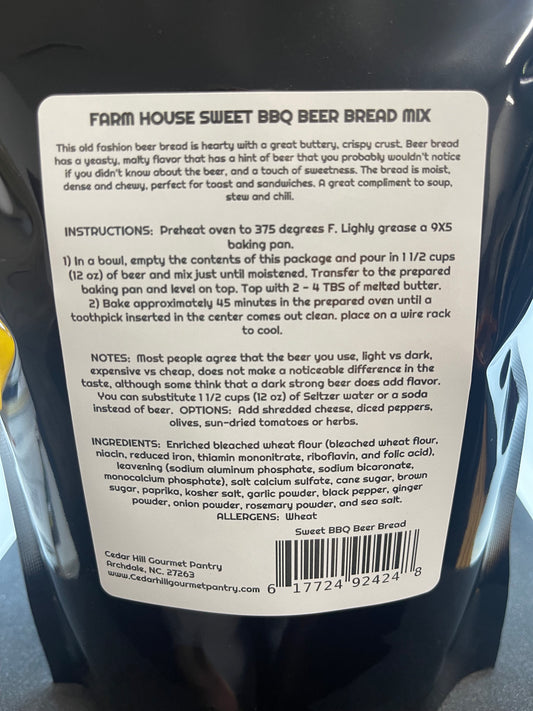 FARM HOUSE SWEET BBQ BEER BREAD MIX
This old fashion beer bread is hearty with a great buttery, crispy crust. Beer bread
has a yeasty, malty flavor that has a hint of beer that you probably wouldn't notice
if you didn't know about the beer, and a touch of sweetness. The bread is moist,
dense and chewy, perfect for toast and sandwiches. A great compliment to soup,
stew and chili.
INSTRUCTIONS: Preheat oven to 375 degrees F. Lighly grease a 9X5
baking pan.
1) In a bowl, empty the contents of this package and pour in 1 1/2 cups
(12 oz) of beer and mix just until moistened. Transfer to the prepared
baking pan and level on top. Top with 2 - 4 TBS of melted butter.
2) Bake approximately 45 minutes in the prepared oven until a
toothpick inserted in the center comes out clean. place on a wire rack
to cool.
NOTES: Most people agree that the beer you use, light vs dark,
expensive vs cheap, does not make a noticeable difference in the
taste, although some think that a dark strong beer does add flavor.
You can substitute 1 1/2 cups (12 oz) of Seltzer water or a soda
instead of beer. OPTIONS: Add shredded cheese, diced peppers,
olives, sun-dried tomatoes or herbs.
INGREDIENTS: Enriched bleached wheat flour (bleached wheat flour,
niacin, reduced iron, thiamin mononitrate, riboflavin, and folic acid),
leavening (sodium aluminum phosphate, sodium bicaronate,
monocalcium phosphate), salt calcium sulfate, cane sugar, brown
sugar, paprika, kosher salt, garlic powder, black pepper, ginger
powder, onion powder, rosemary powder, and sea salt.
ALLERGENS: Wheat
Sweet BBQ Beer Bread
Cedar Hill Gourmet Pantry
Archdale, NC. 27263
www.Cedarhillgourmetpantry.com
6 17724 92424 8